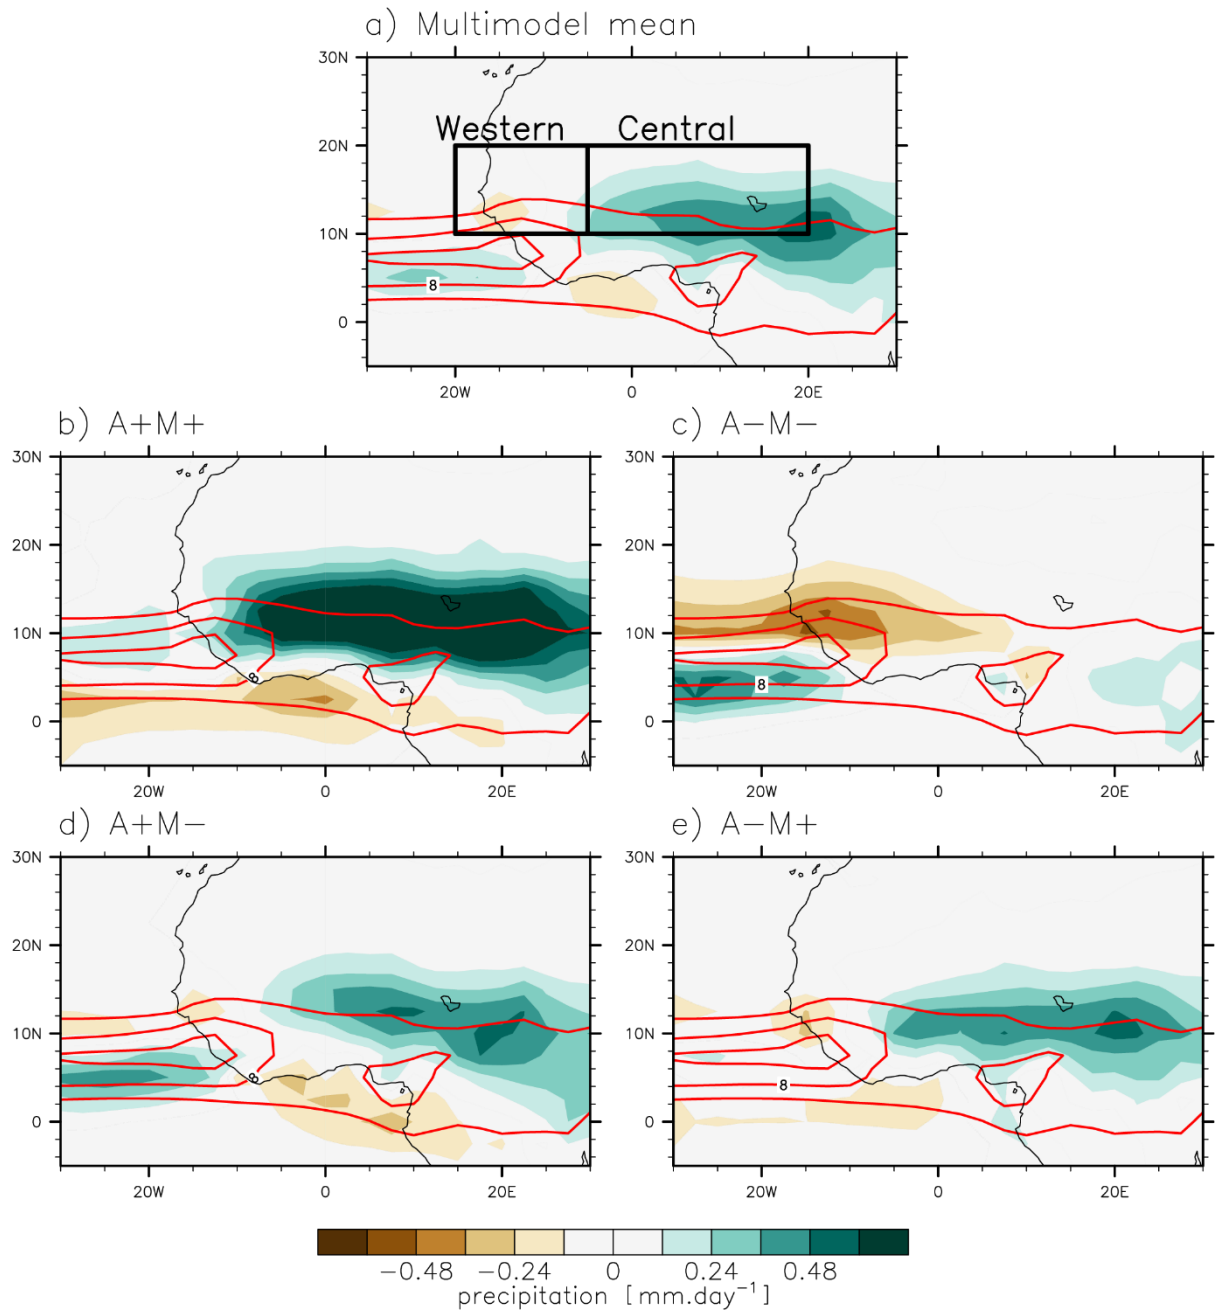 a) Multimodel mean
30N
Western Central
20N
10N
8
0
20W 0 20E
b) A+M+ c) A−M−
30N 30N
20N 20N
10N 10N
8 8
0 0
20W 0 20E 20W 0 20E
d) A+M− e) A−M+
30N 30N
20N 20N
10N 10N
8 8
0 0
20W 0 20E 20W 0 20E
−0.48 −0.24 0 0.24 0.48
precipitation [mm.day⁻¹]